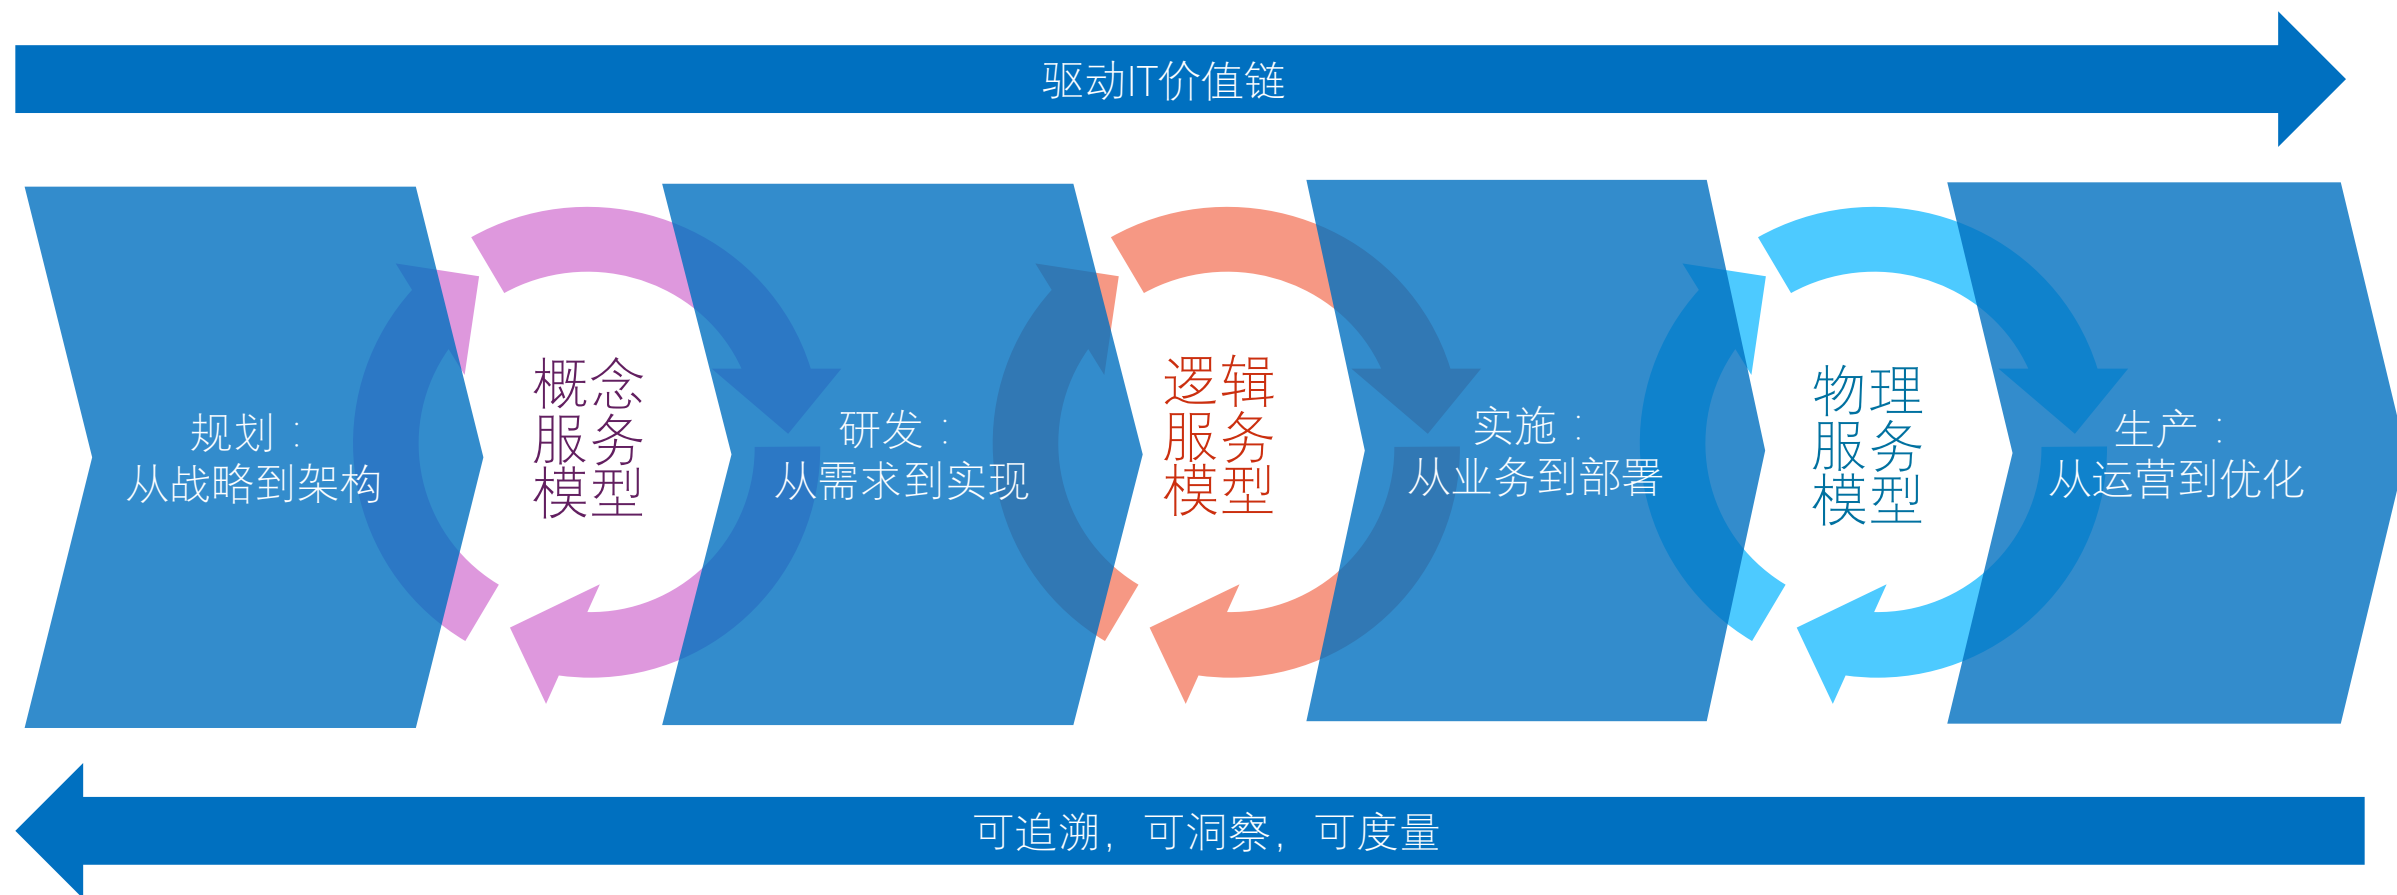 驱动IT价值链
规划：
从战略到架构
概念
服务
模型
研发：
从需求到实现
逻辑
服务
模型
实施：
从业务到部署
物理
服务
模型
生产：
从运营到优化
可追溯，可洞察，可度量